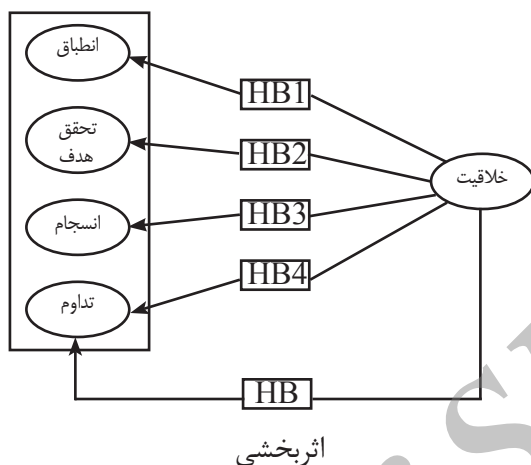 انطباق
HB1
تحقق
هدف
HB2
خلاقیت
انسجام
HB3
تداوم
HB4
HB
اثربخشی